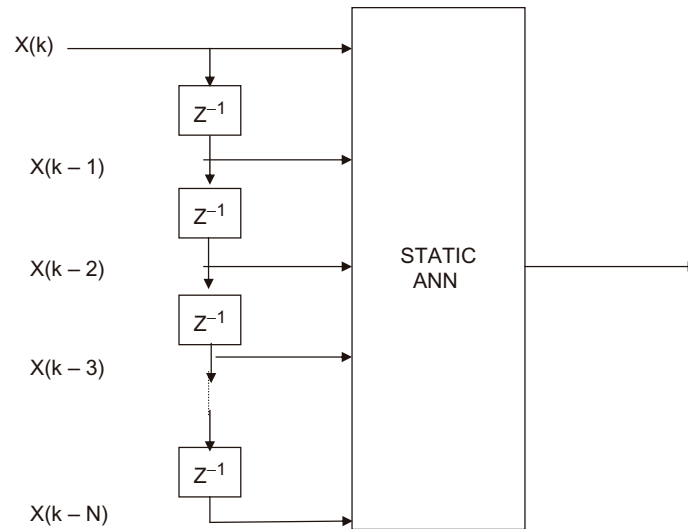 X(k)
Z⁻¹
X(k – 1)
Z⁻¹
X(k – 2)
STATIC
ANN
Z⁻¹
X(k – 3)
Z⁻¹
X(k – N)